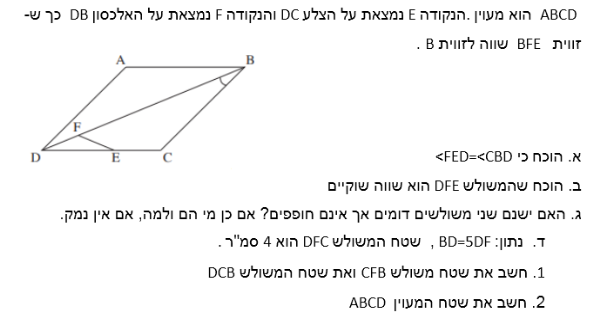 ABCD הוא מעוין .הנקודה E נמצאת על הצלע DC והנקודה F נמצאת על האלכסון DB כך ש-
זווית BFE שווה לזווית B .
A
B
F
D
E
C
א. הוכח כי FED=<CBD>
ב. הוכח שהמשולש DFE הוא שווה שוקיים
ג. האם ישנם שני משולשים דומים אך אינם חופפים? אם כן מי הם ולמה, אם אין נמק.
ד. נתון: BD=5DF , שטח המשולש DFC הוא 4 סמ"ר .
1. חשב את שטח משולש CFB ואת שטח המשולש DCB
2. חשב את שטח המעוין ABCD